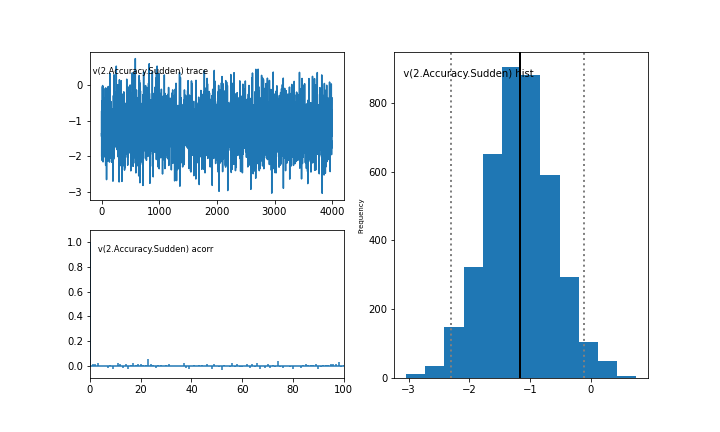 v(2.Accuracy.Sudden) trace
0
−1
−2
−3
0 1000 2000 3000 4000
v(2.Accuracy.Sudden) acorr
1.0
0.8
0.6
0.4
0.2
0.0
0 20 40 60 80 100
v(2.Accuracy.Sudden) hist
Frequency
800
600
400
200
0
−3 −2 −1 0